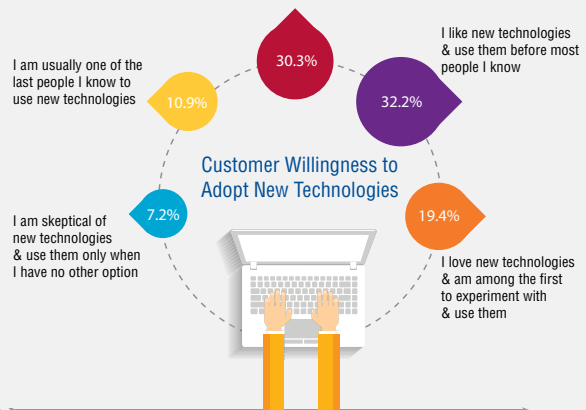 30.3%
I like new technologies
& use them before most
people I know
32.2%
I am usually one of the
last people I know to
use new technologies
10.9%
Customer Willingness to
Adopt New Technologies
7.2%
19.4%
I am skeptical of
new technologies
& use them only when
I have no other option
I love new technologies
& am among the first
to experiment with
& use them